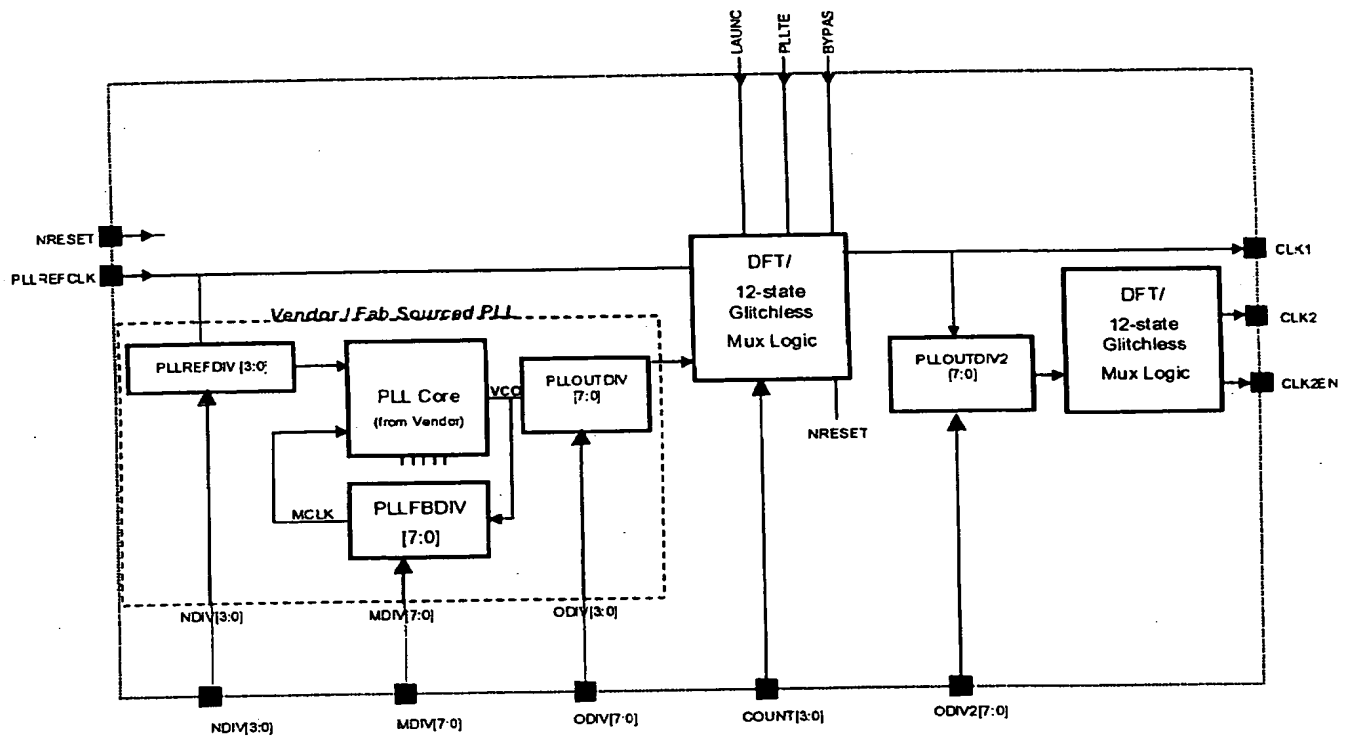 LAUNC
PLLTE
BYPAS
NRESET
PLLREFCLK
DFT/
12-state
Glitchless
Mux Logic
CLK1
DFT/
12-state
Glitchless
Mux Logic
CLK2
CLK2EN
Vendor / Fab Sourced PLL
PLLREFDIV [3:0]
PLL Core
(from Vendor)
VCO
PLLOUTDIV
[7:0]
PLLOUTDIV2
[7:0]
NRESET
MCLK
PLLFBDIV
[7:0]
NDIV[3:0]
MDIV[7:0]
ODIV[3:0]
NDIV[3:0]
MDIV[7:0]
ODIV[7:0]
COUNT[3:0]
ODIV2[7:0]